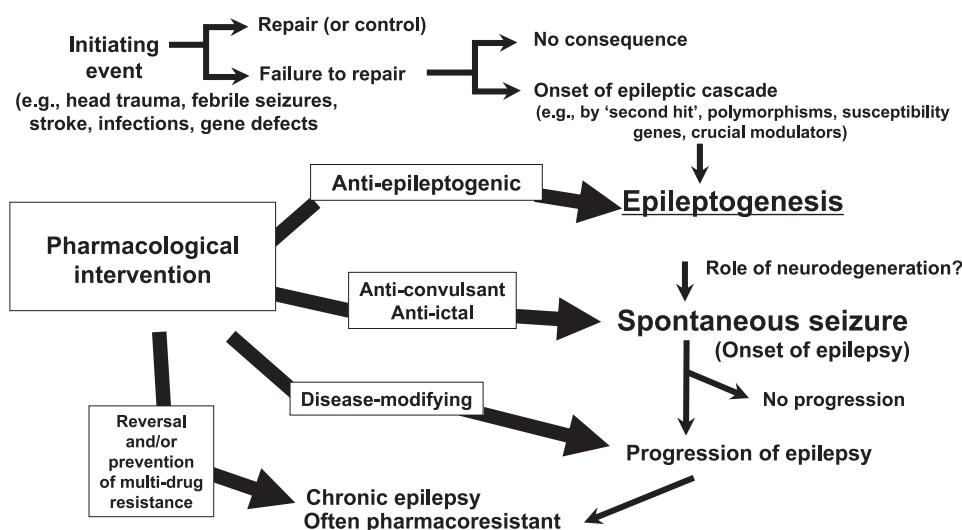 Repair (or control)
Initiating
event
Failure to repair
(e.g., head trauma, febrile seizures,
stroke, infections, gene defects
No consequence
Onset of epileptic cascade
(e.g., by ‘second hit’, polymorphisms, susceptibility
genes, crucial modulators)
Anti-epileptogenic
Epileptogenesis
Pharmacological
intervention
Role of neurodegeneration?
Anti-convulsant
Anti-ictal
Spontaneous seizure
(Onset of epilepsy)
Disease-modifying
No progression
Reversal
and/or
prevention
of multi-drug
resistance
Progression of epilepsy
Chronic epilepsy
Often pharmacoresistant